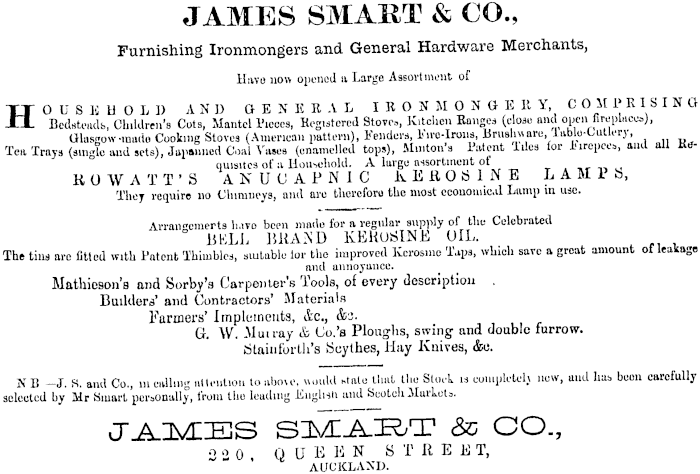 JAMES SMART & CO.,
Furnishing Ironmongers and General Hardware Merchants,
Have now opened a Large Assortment of
HOUSEHOLD AND GENERAL IRONMONGERY, COMPRISING
Bedsteads, Children's Cots, Mantel Pieces, Registered Stoves, Kitchen Ranges (close and open fireplaces),
Glasgow-made Cooking Stoves (American pattern), Fenders, Fire-Irons, Brushware, Table-Cutlery,
Tea Trays (single and sets), Japanned Coal Vases (enamelled tops), Minton's Patent Tiles for Firepces, and all Re-
quisites of a Household. A large assortment of
ROWATT'S ANUCAPNIC KEROSINE LAMPS,
They require no Chimneys, and are therefore the most economical Lamp in use.
Arrangements have been made for a regular supply of the Celebrated
BELL BRAND KEROSINE OIL.
The tins are fitted with Patent Thimbles, suitable for the improved Kerosine Taps, which save a great amount of leakage
and annoyance.
Mathieson's and Sorby's Carpenter's Tools, of every description
Builders' and Contractors' Materials
Farmers' Implements, &c., &c.
G. W. Murray & Co.'s Ploughs, swing and double furrow.
Stainforth's Scythes, Hay Knives, &c.
N B —J. S. and Co., in calling attention to above, would state that the Stock is completely new, and has been carefully
selected by Mr Smart personally, from the leading English and Scotch Markets.
JAMES SMART & CO.,
220, QUEEN STREET,
AUCKLAND.